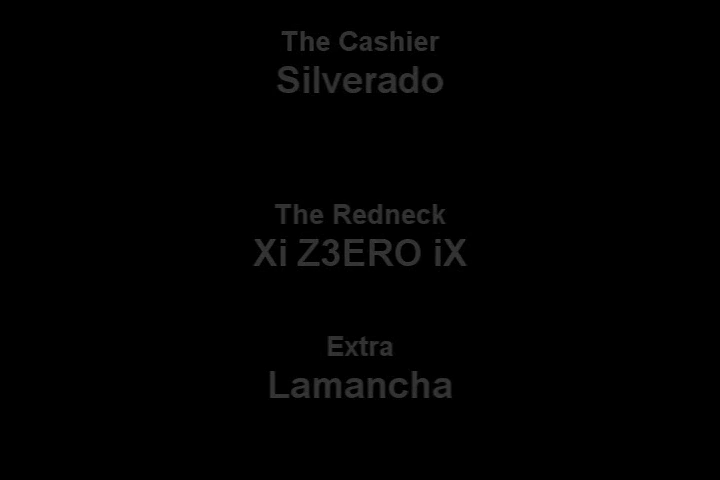 The Cashier
Silverado
The Redneck
Xi Z3ERO iX
Extra
Lamancha